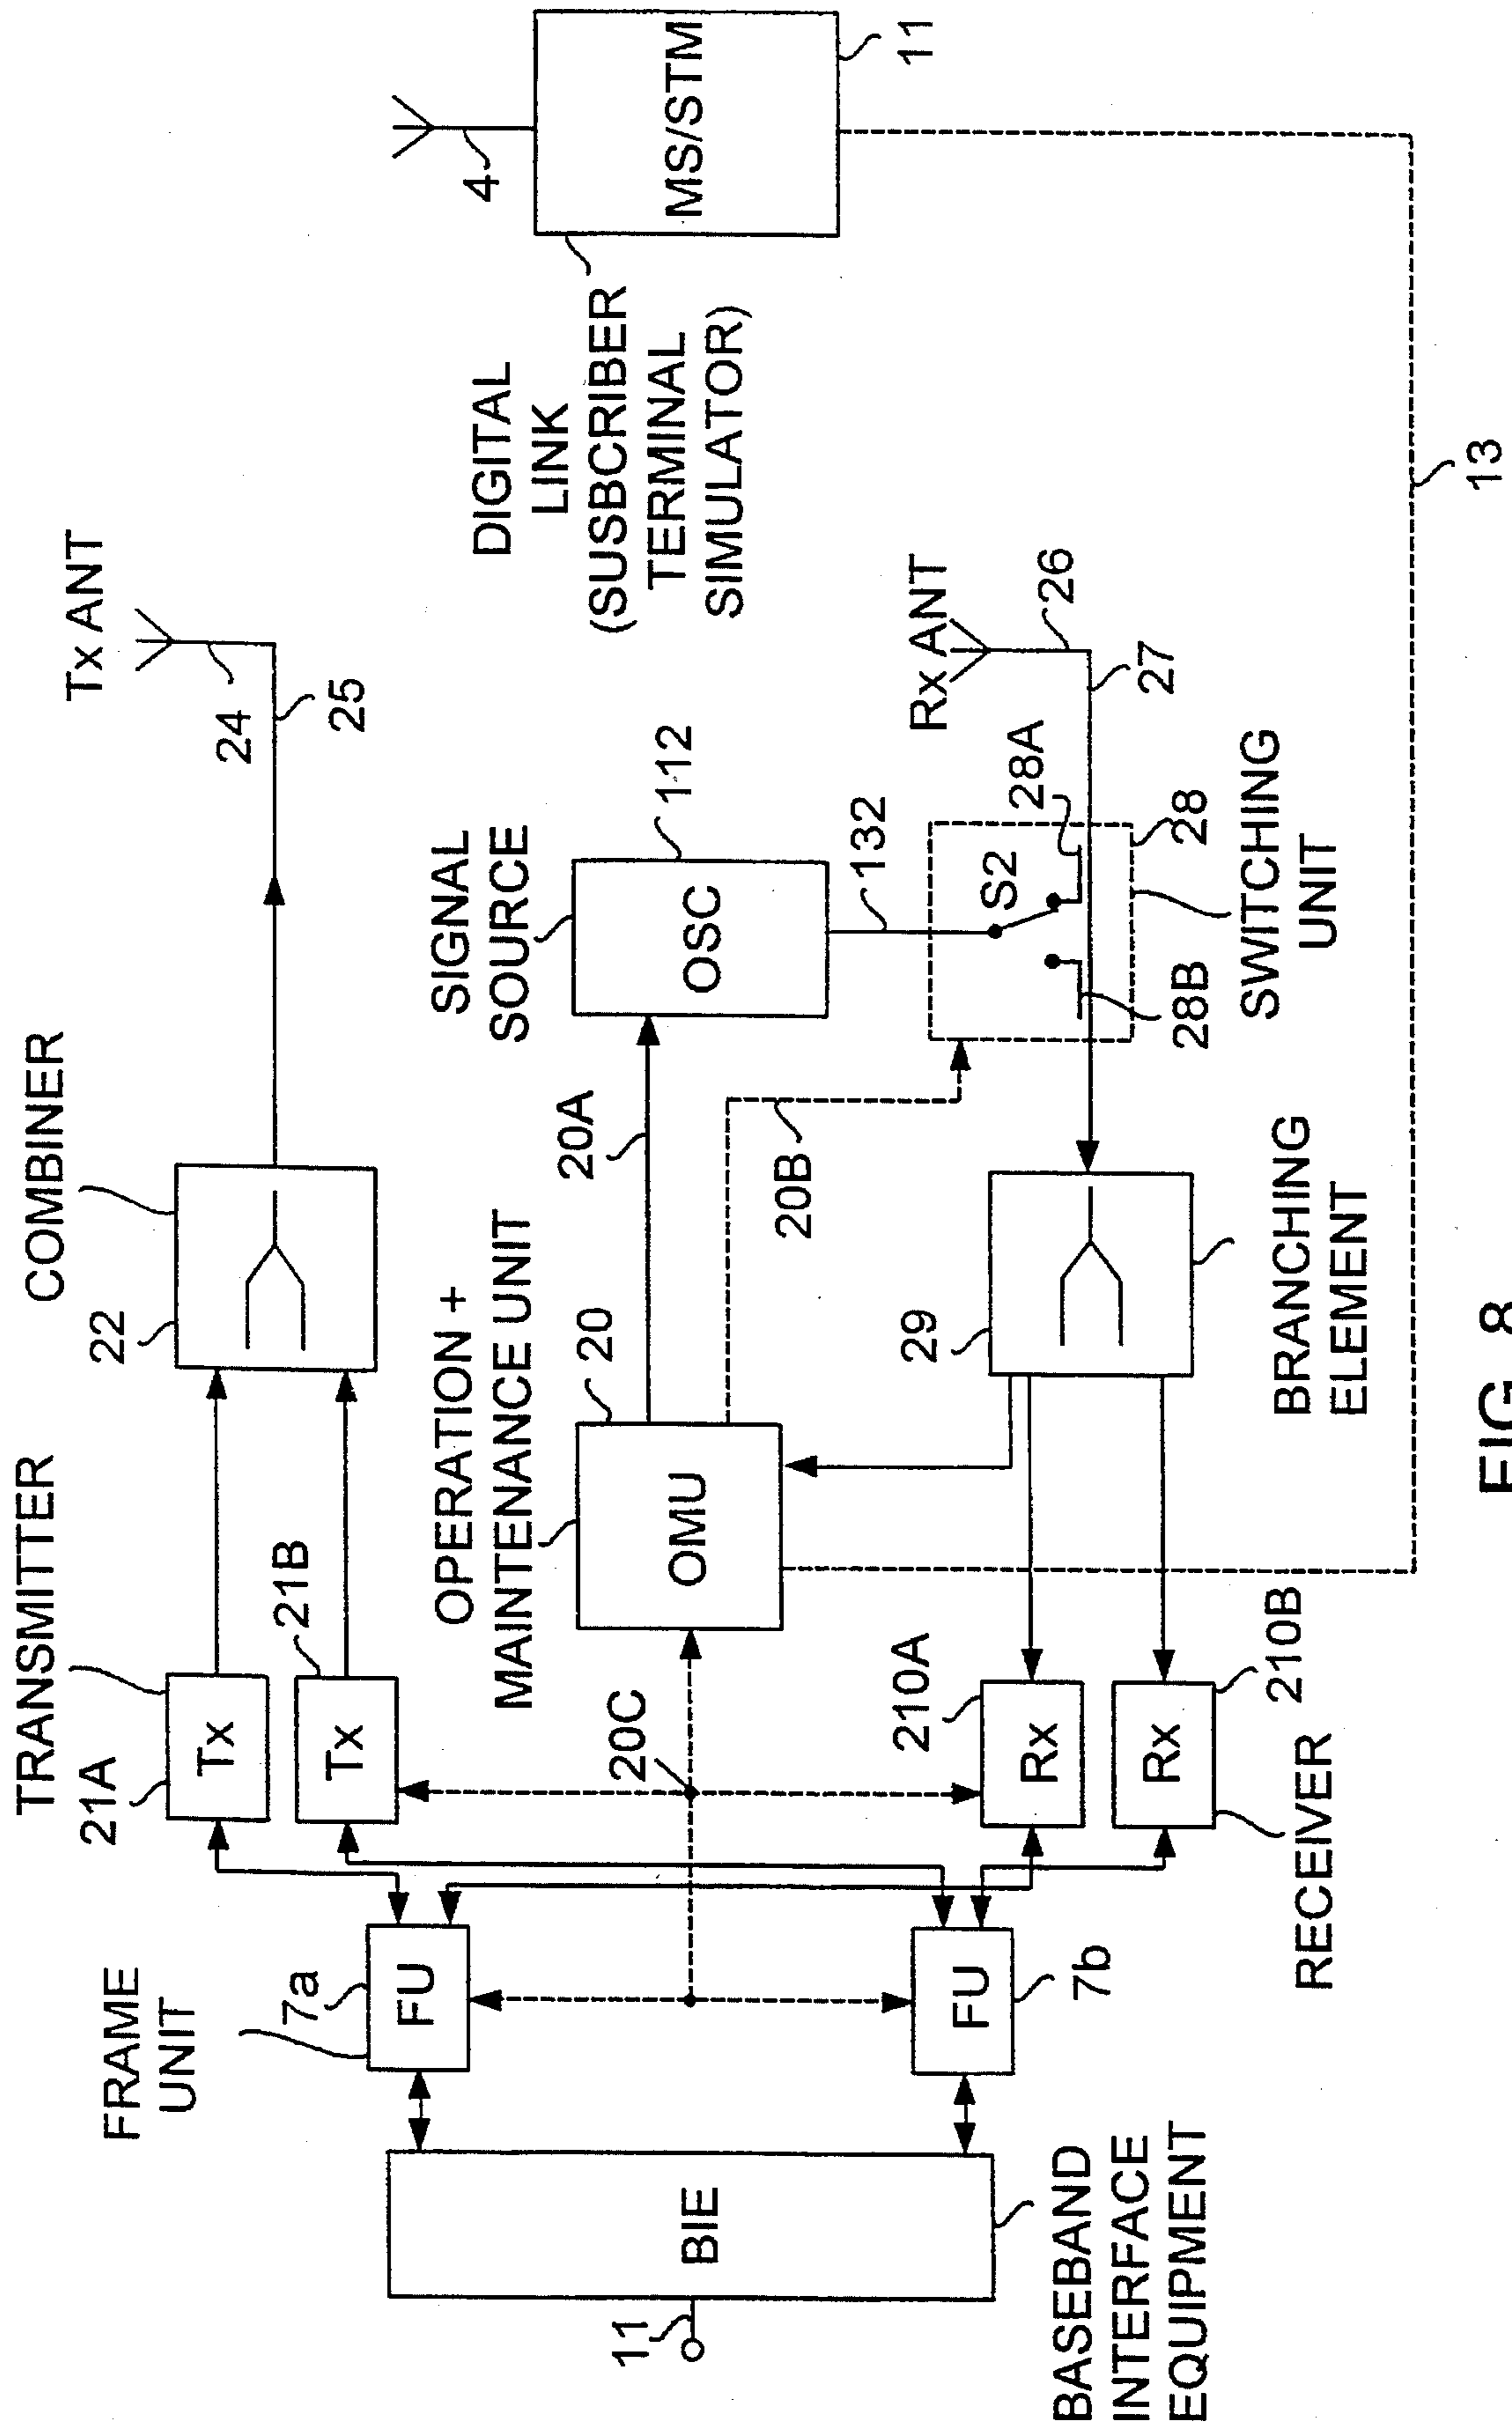 FRAME
UNIT
7a
FU
BIE
11
BASEBAND
INTERFACE
EQUIPMENT
FU
7b
TRANSMITTER
21A
Tx
21B
Tx
20C
210A
Rx
Rx
210B
RECEIVER
COMBINER
22
OPERATION +
MAINTENANCE UNIT
20
OMU
20A
20B
29
BRANCHING
ELEMENT
SIGNAL
SOURCE
112
OSC
132
S2
28A
28B
28
SWITCHING
UNIT
Tx ANT
24
25
Rx ANT
26
27
DIGITAL
LINK
(SUSBCRIBER
TERMINAL
SIMULATOR)
4
MS/STM
11
13
FIG. 8